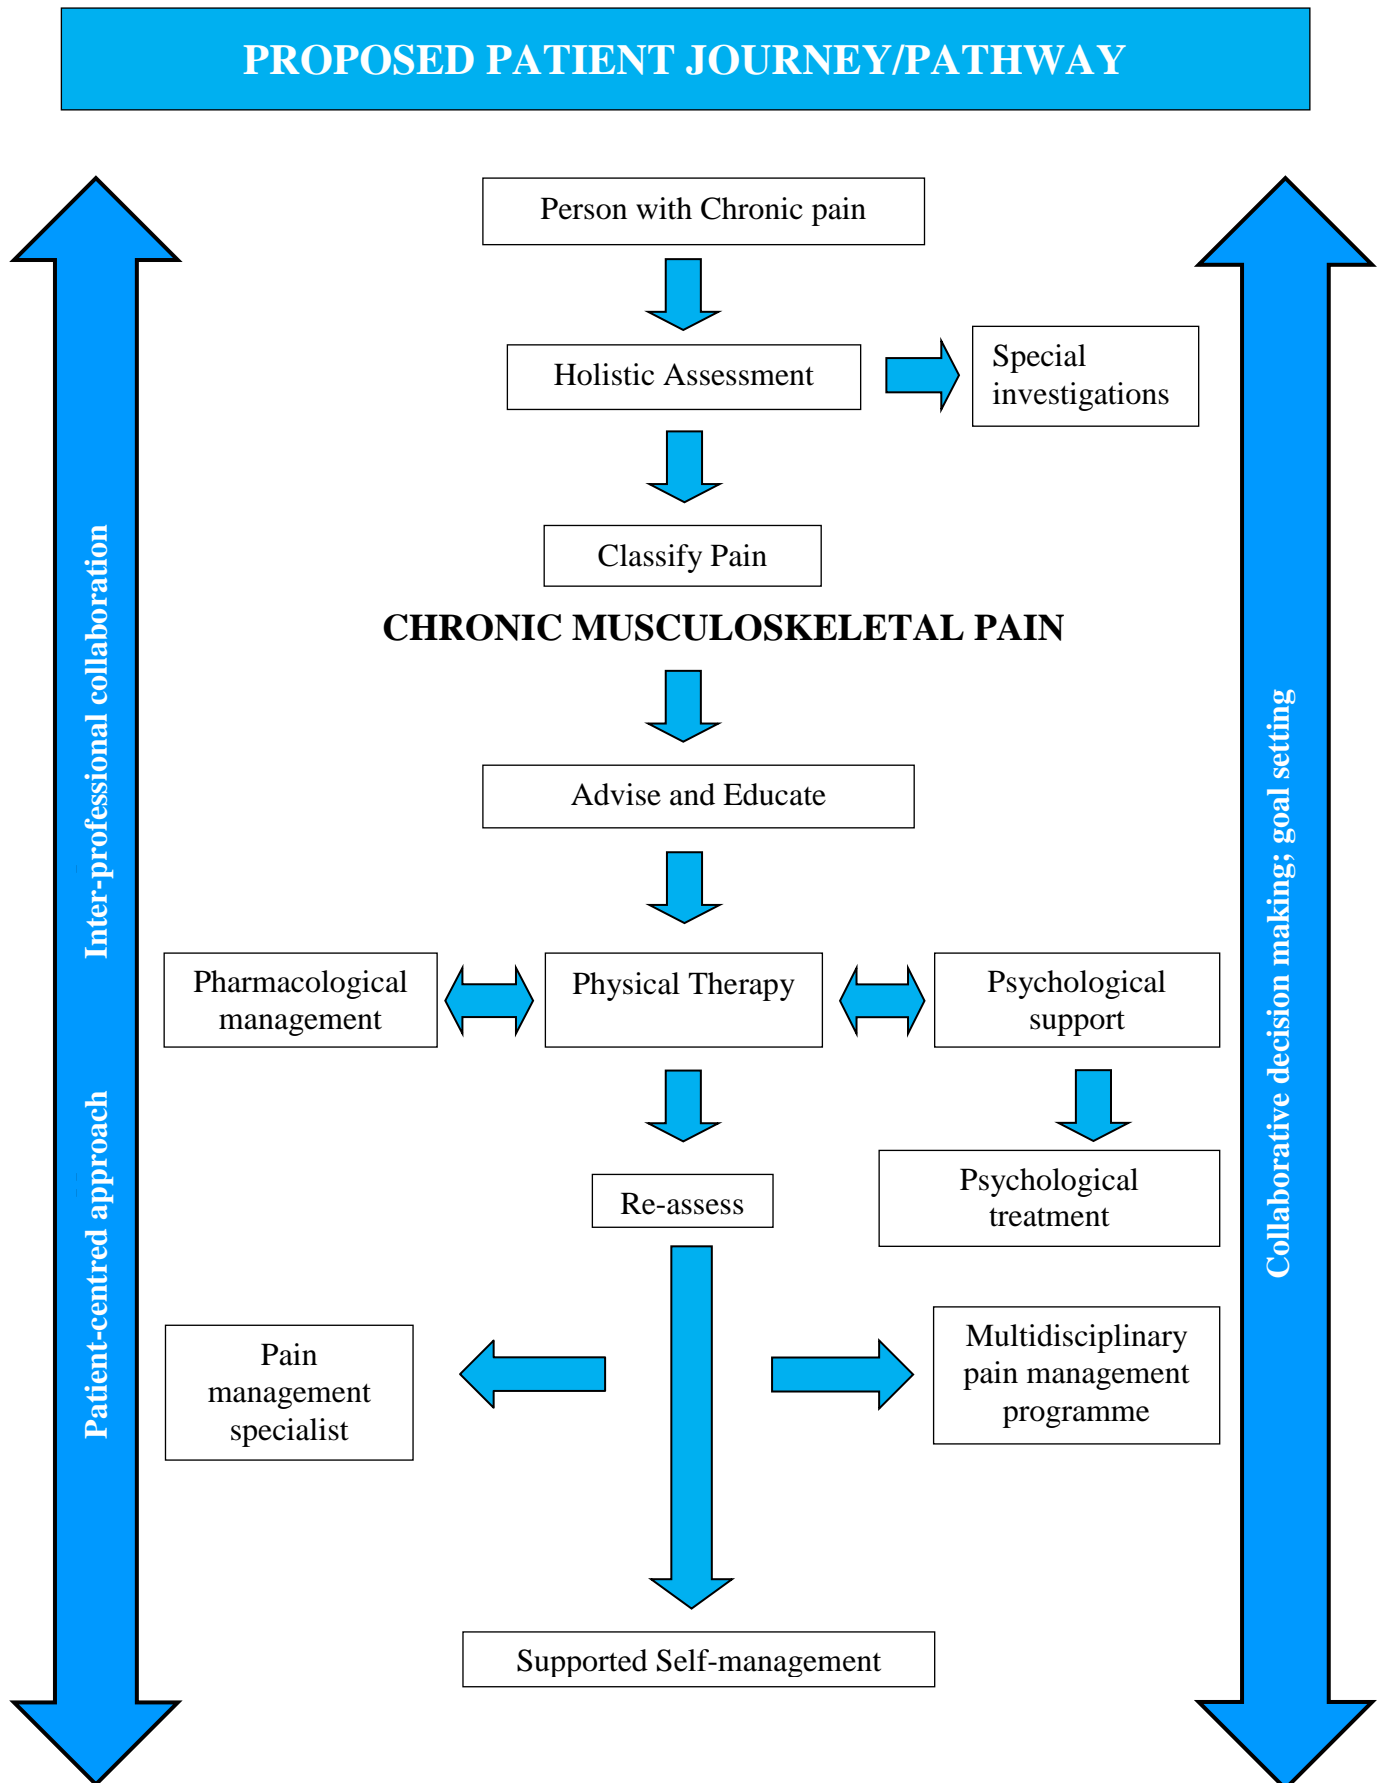 PROPOSED PATIENT JOURNEY/PATHWAY
Person with Chronic pain
Holistic Assessment
Special
investigations
Classify Pain
CHRONIC MUSCULOSKELETAL PAIN
Advise and Educate
Pharmacological
management
Physical Therapy
Psychological
support
Psychological
treatment
Re-assess
Pain
management
specialist
Multidisciplinary
pain management
programme
Supported Self-management
Patient-centred approach Inter-professional collaboration
Collaborative decision making; goal setting